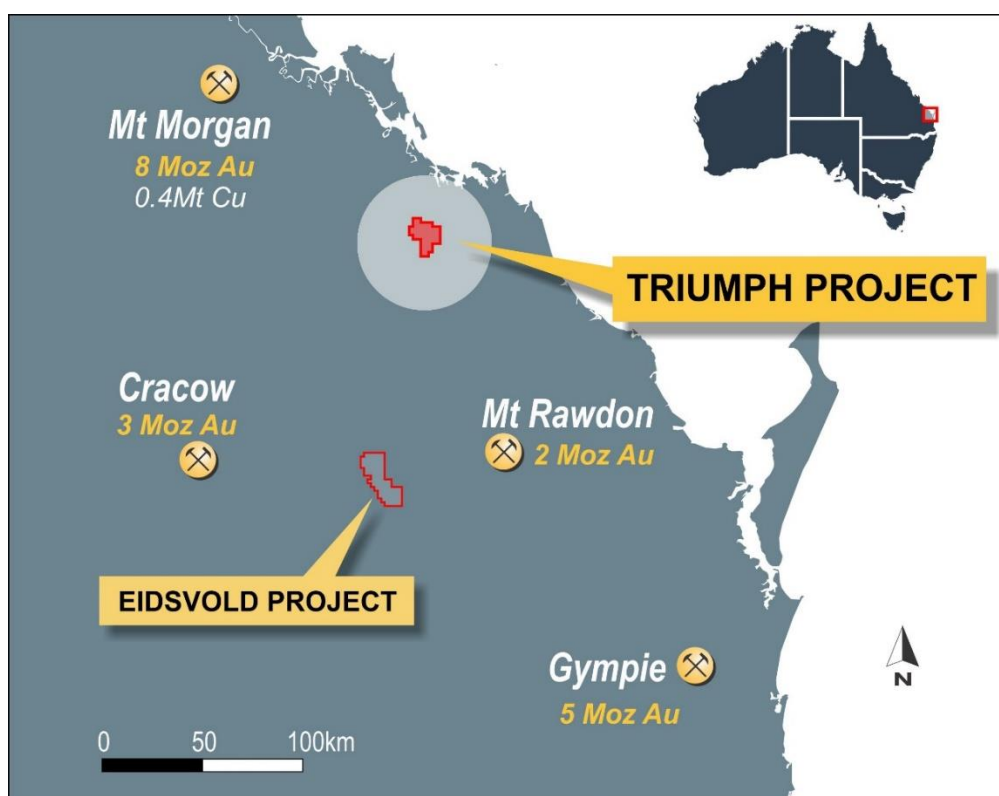 Mt Morgan
8 Moz Au
0.4Mt Cu
TRIUMPH PROJECT
Cracow
3 Moz Au
Mt Rawdon
2 Moz Au
EIDSVOLD PROJECT
Gympie
5 Moz Au
N
0 50 100km